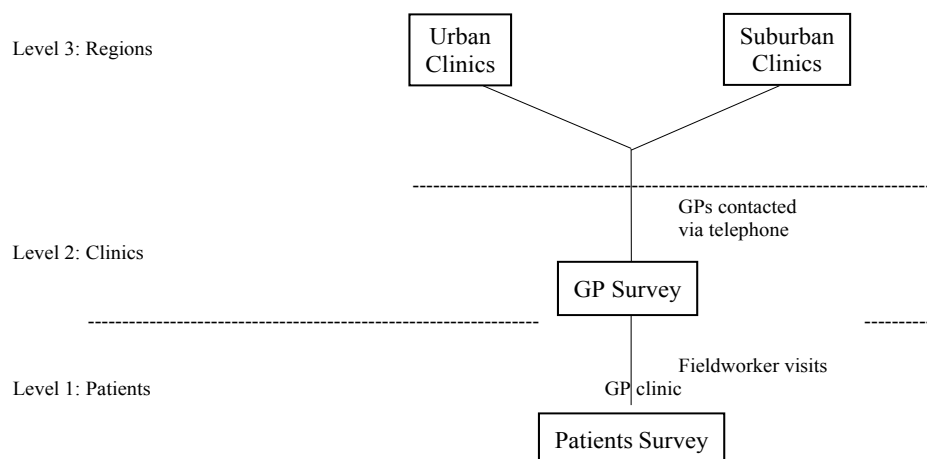 Level 3: Regions
Urban
Clinics
Suburban
Clinics
GPs contacted
via telephone
Level 2: Clinics
GP Survey
Fieldworker visits
Level 1: Patients
GP clinic
Patients Survey